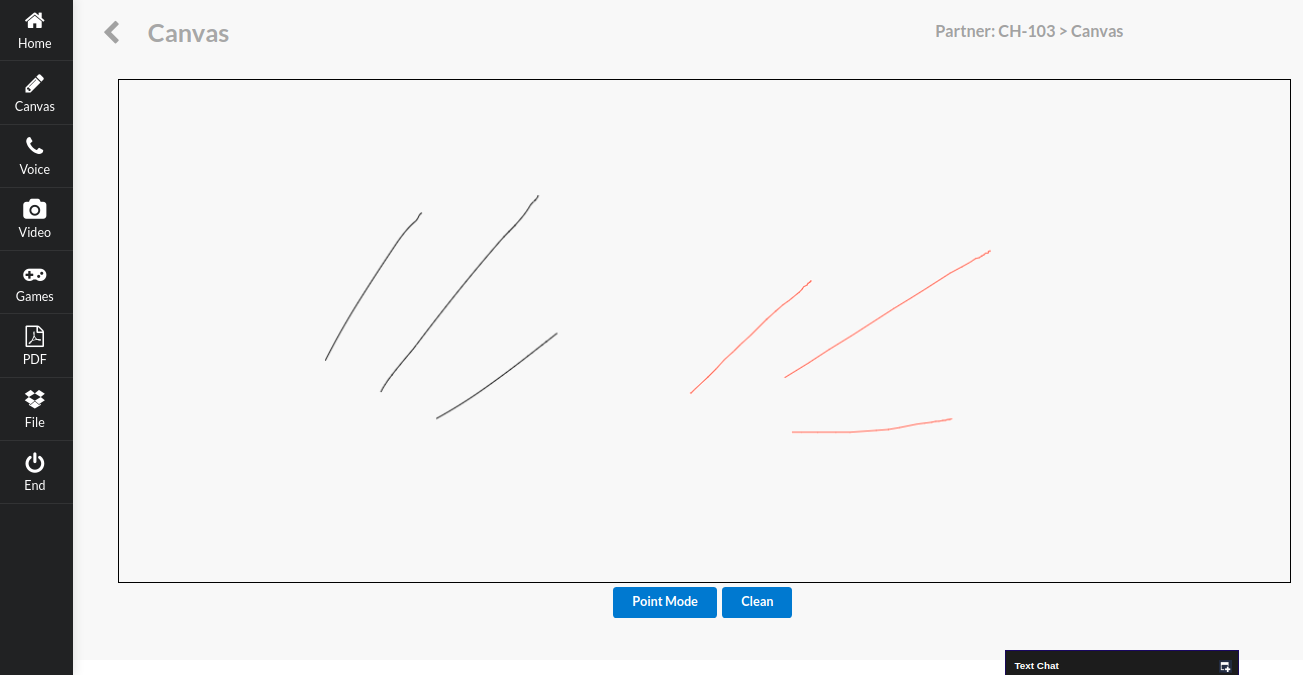 Home
Canvas
Voice
Video
Games
PDF
File
End
Canvas
Partner: CH-103 > Canvas
Point Mode
Clean
Text Chat